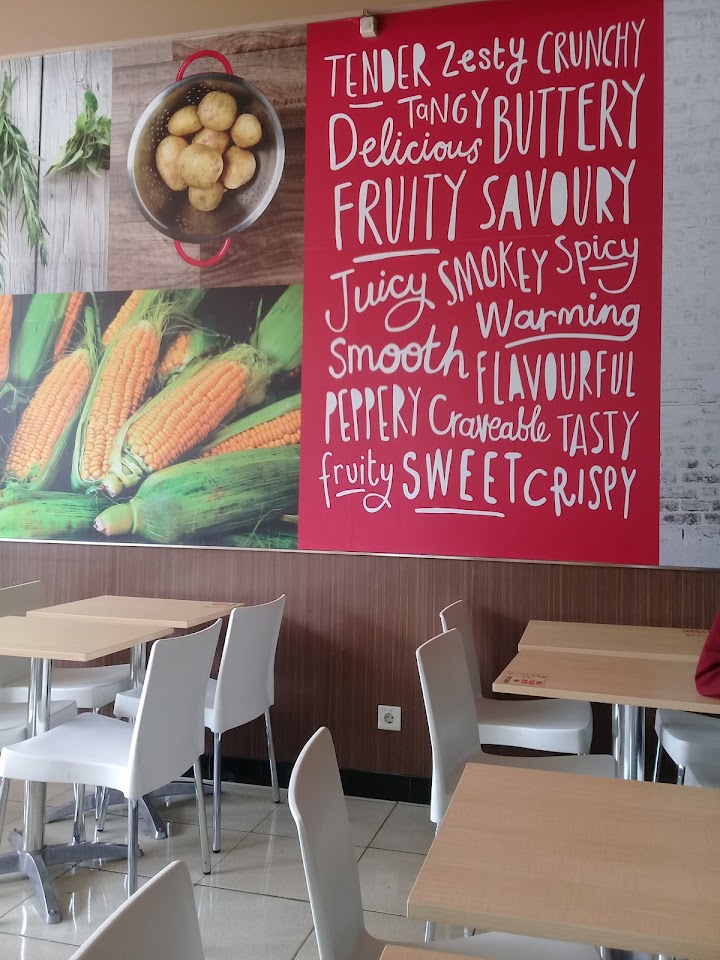 TENDER Zesty CRUNCHY
TaNGY
Delicious BUTTERY
FRUITY SAVOURY
Juicy SMOKEY Spicy
Warming
Smooth FLAVOURFUL
PEPPERY Craveable TASTY
fruity SWEET CRISPY